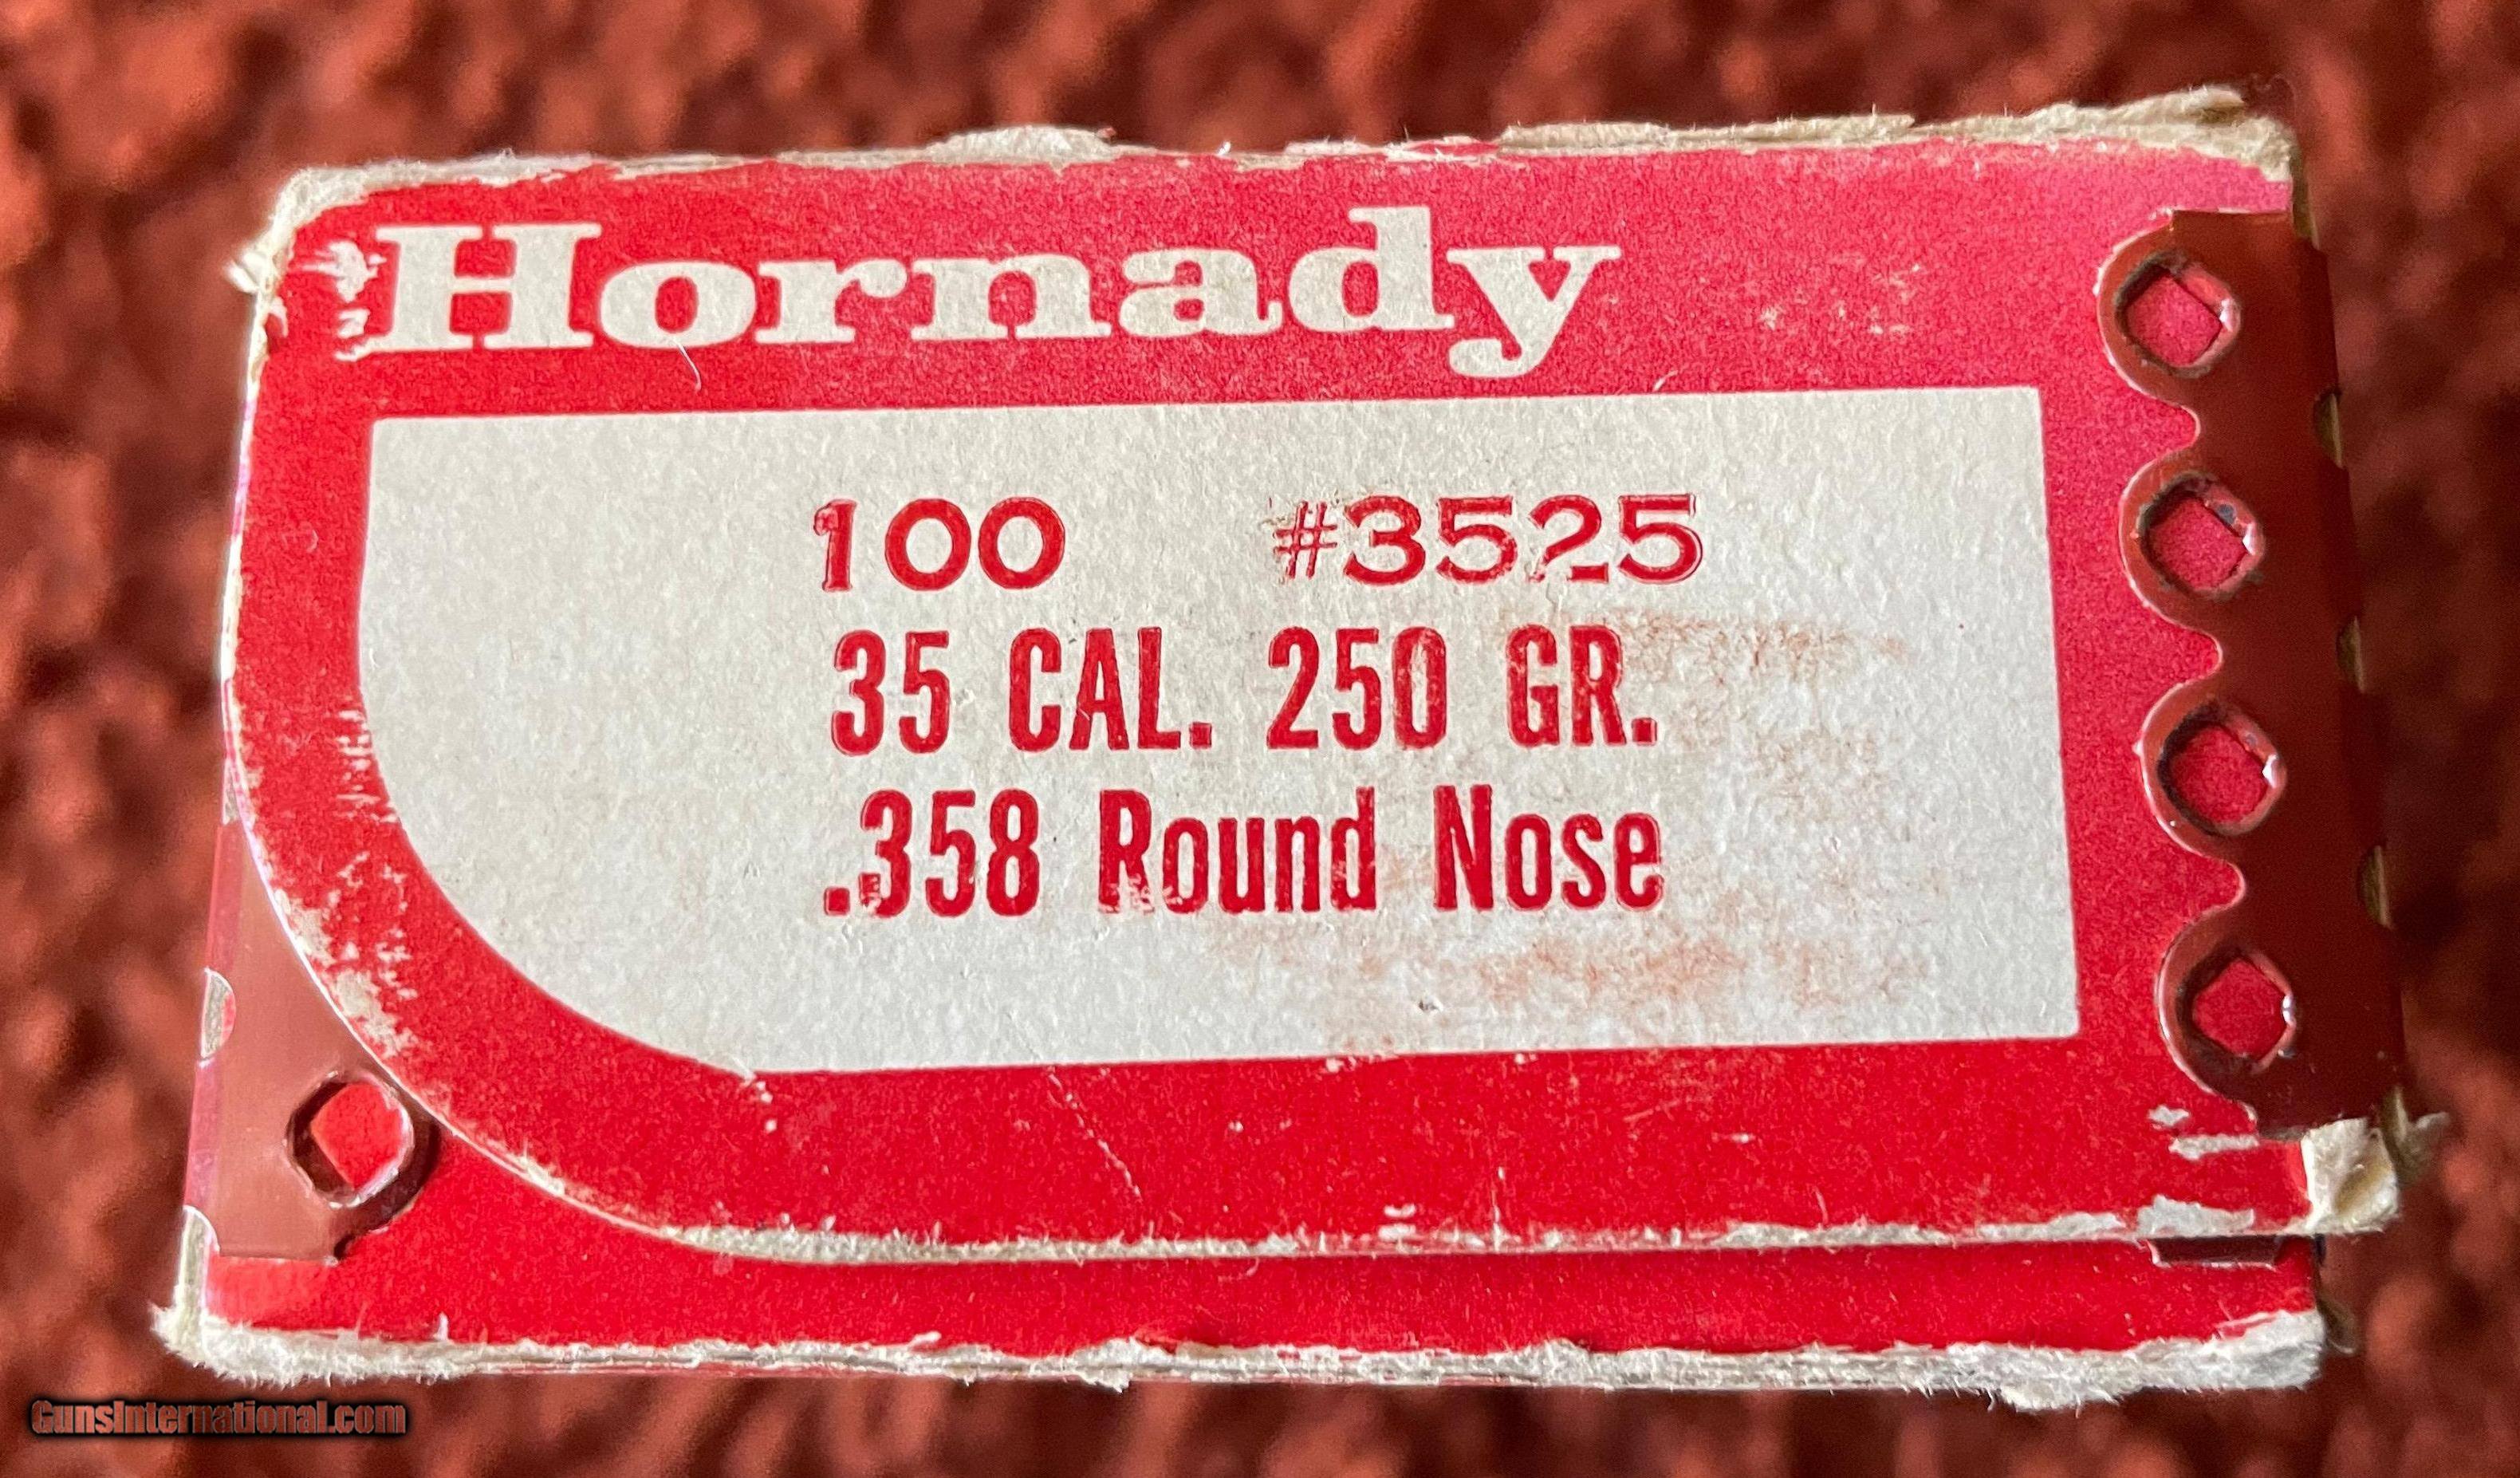 Hornady
100 #3525
35 CAL. 250 GR.
.358 Round Nose
GunsInternational.com